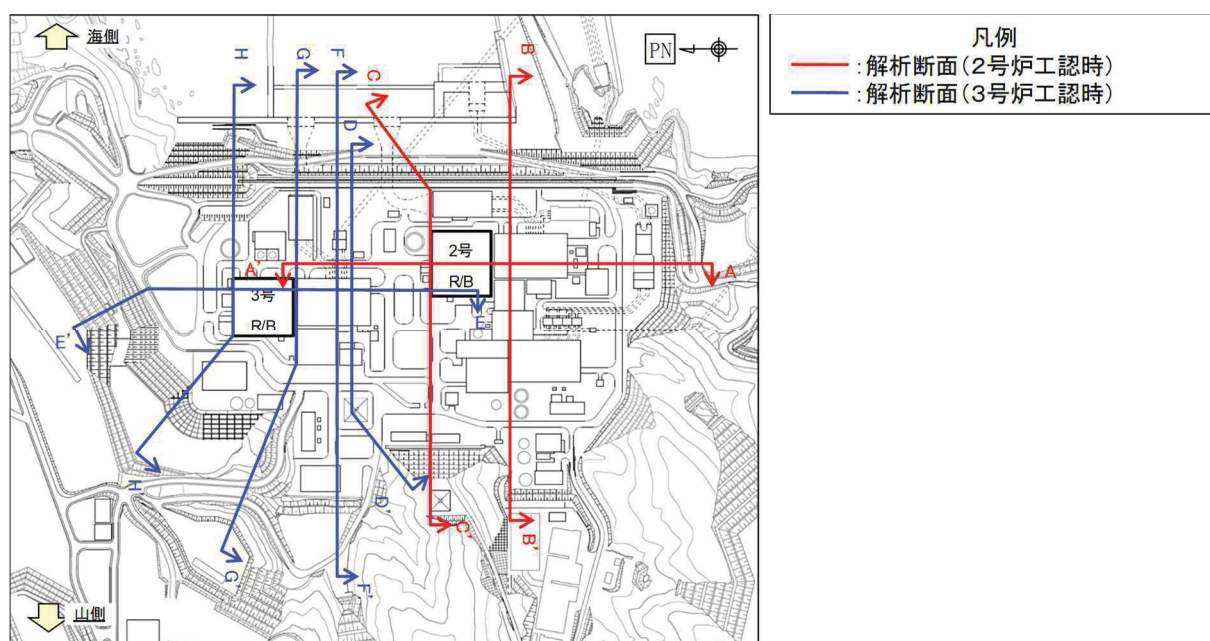 海側
PN
H
G
F
C
B
D
凡例
:解析断面(2号炉工認時)
:解析断面(3号炉工認時)
2号
R/B
A'
A
3号
R/B
E
E'
H'
D'
C'
B'
G'
F'
山側